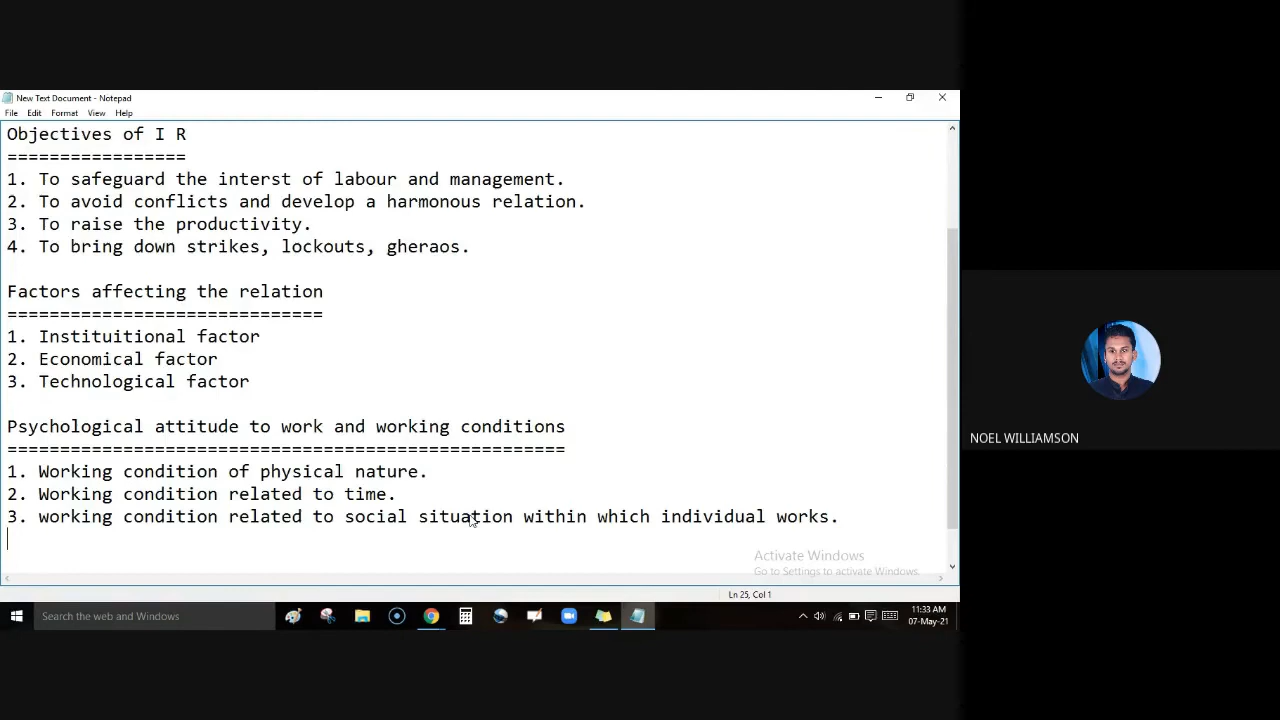 New Text Document - Notepad
File Edit Format View Help
Objectives of I R
=================
1. To safeguard the interst of labour and management.
2. To avoid conflicts and develop a harmonous relation.
3. To raise the productivity.
4. To bring down strikes, lockouts, gheraos.
Factors affecting the relation
==============================
1. Instituitional factor
2. Economical factor
3. Technological factor
Psychological attitude to work and working conditions
=====================================================
1. Working condition of physical nature.
2. Working condition related to time.
3. working condition related to social situation within which individual works.
Activate Windows
Go to Settings to activate Windows.
Ln 25, Col 1
Search the web and Windows
11:33 AM
07-May-21
NOEL WILLIAMSON